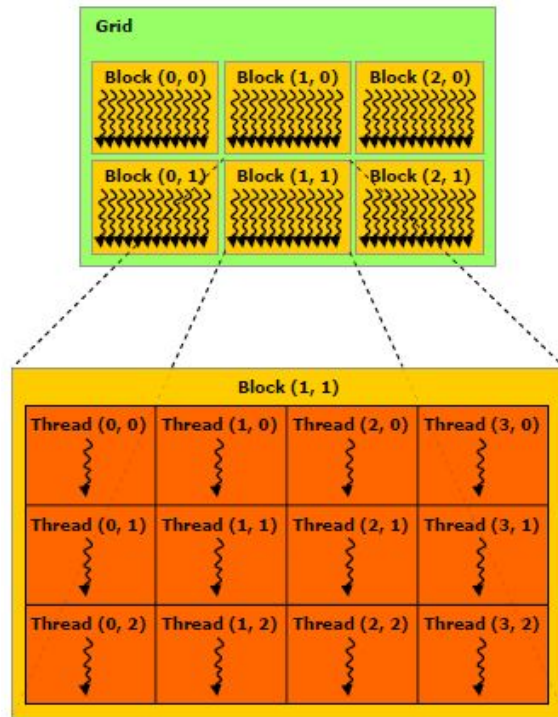 Grid
Block (0, 0) Block (1, 0) Block (2, 0)
Block (0, 1) Block (1, 1) Block (2, 1)
Block (1, 1)
Thread (0, 0) Thread (1, 0) Thread (2, 0) Thread (3, 0)
Thread (0, 1) Thread (1, 1) Thread (2, 1) Thread (3, 1)
Thread (0, 2) Thread (1, 2) Thread (2, 2) Thread (3, 2)